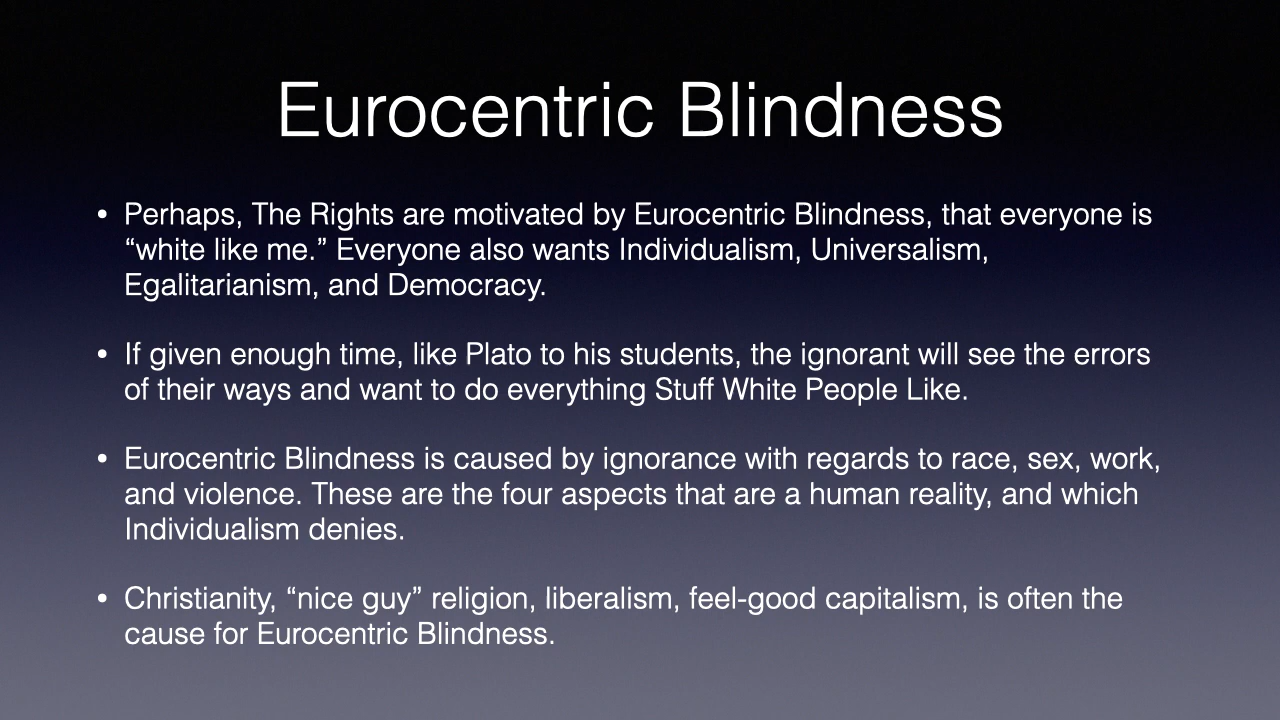 Eurocentric Blindness
• Perhaps, The Rights are motivated by Eurocentric Blindness, that everyone is
“white like me.” Everyone also wants Individualism, Universalism,
Egalitarianism, and Democracy.
• If given enough time, like Plato to his students, the ignorant will see the errors
of their ways and want to do everything Stuff White People Like.
• Eurocentric Blindness is caused by ignorance with regards to race, sex, work,
and violence. These are the four aspects that are a human reality, and which
Individualism denies.
• Christianity, “nice guy” religion, liberalism, feel-good capitalism, is often the
cause for Eurocentric Blindness.